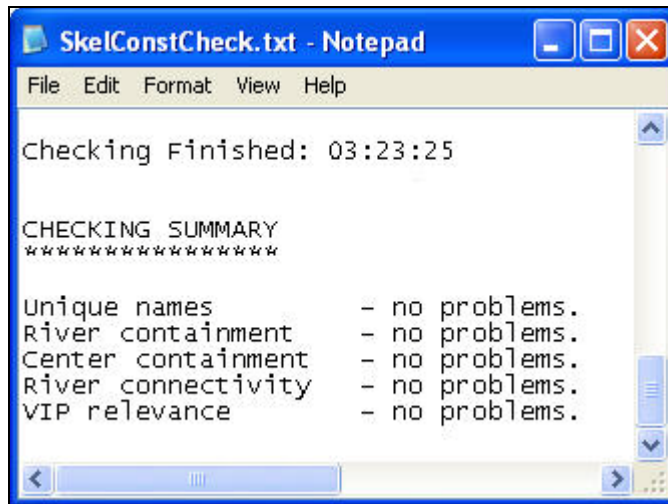 SkelConstCheck.txt - Notepad
File Edit Format View Help
Checking Finished: 03:23:25
CHECKING SUMMARY
*****************
Unique names - no problems.
River containment - no problems.
Center containment - no problems.
River connectivity - no problems.
VIP relevance - no problems.